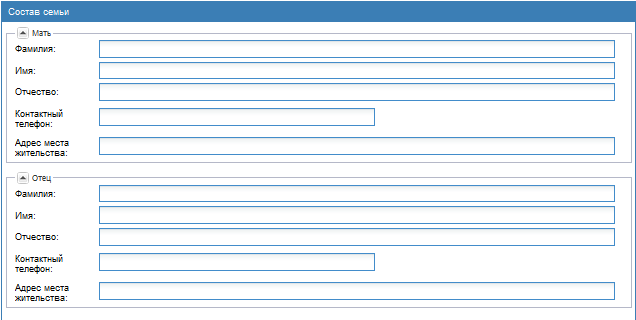 Состав семьи
Мать
Фамилия:
Имя:
Отчество:
Контактный
телефон:
Адрес места
жительства:
Отец
Фамилия:
Имя:
Отчество:
Контактный
телефон:
Адрес места
жительства: